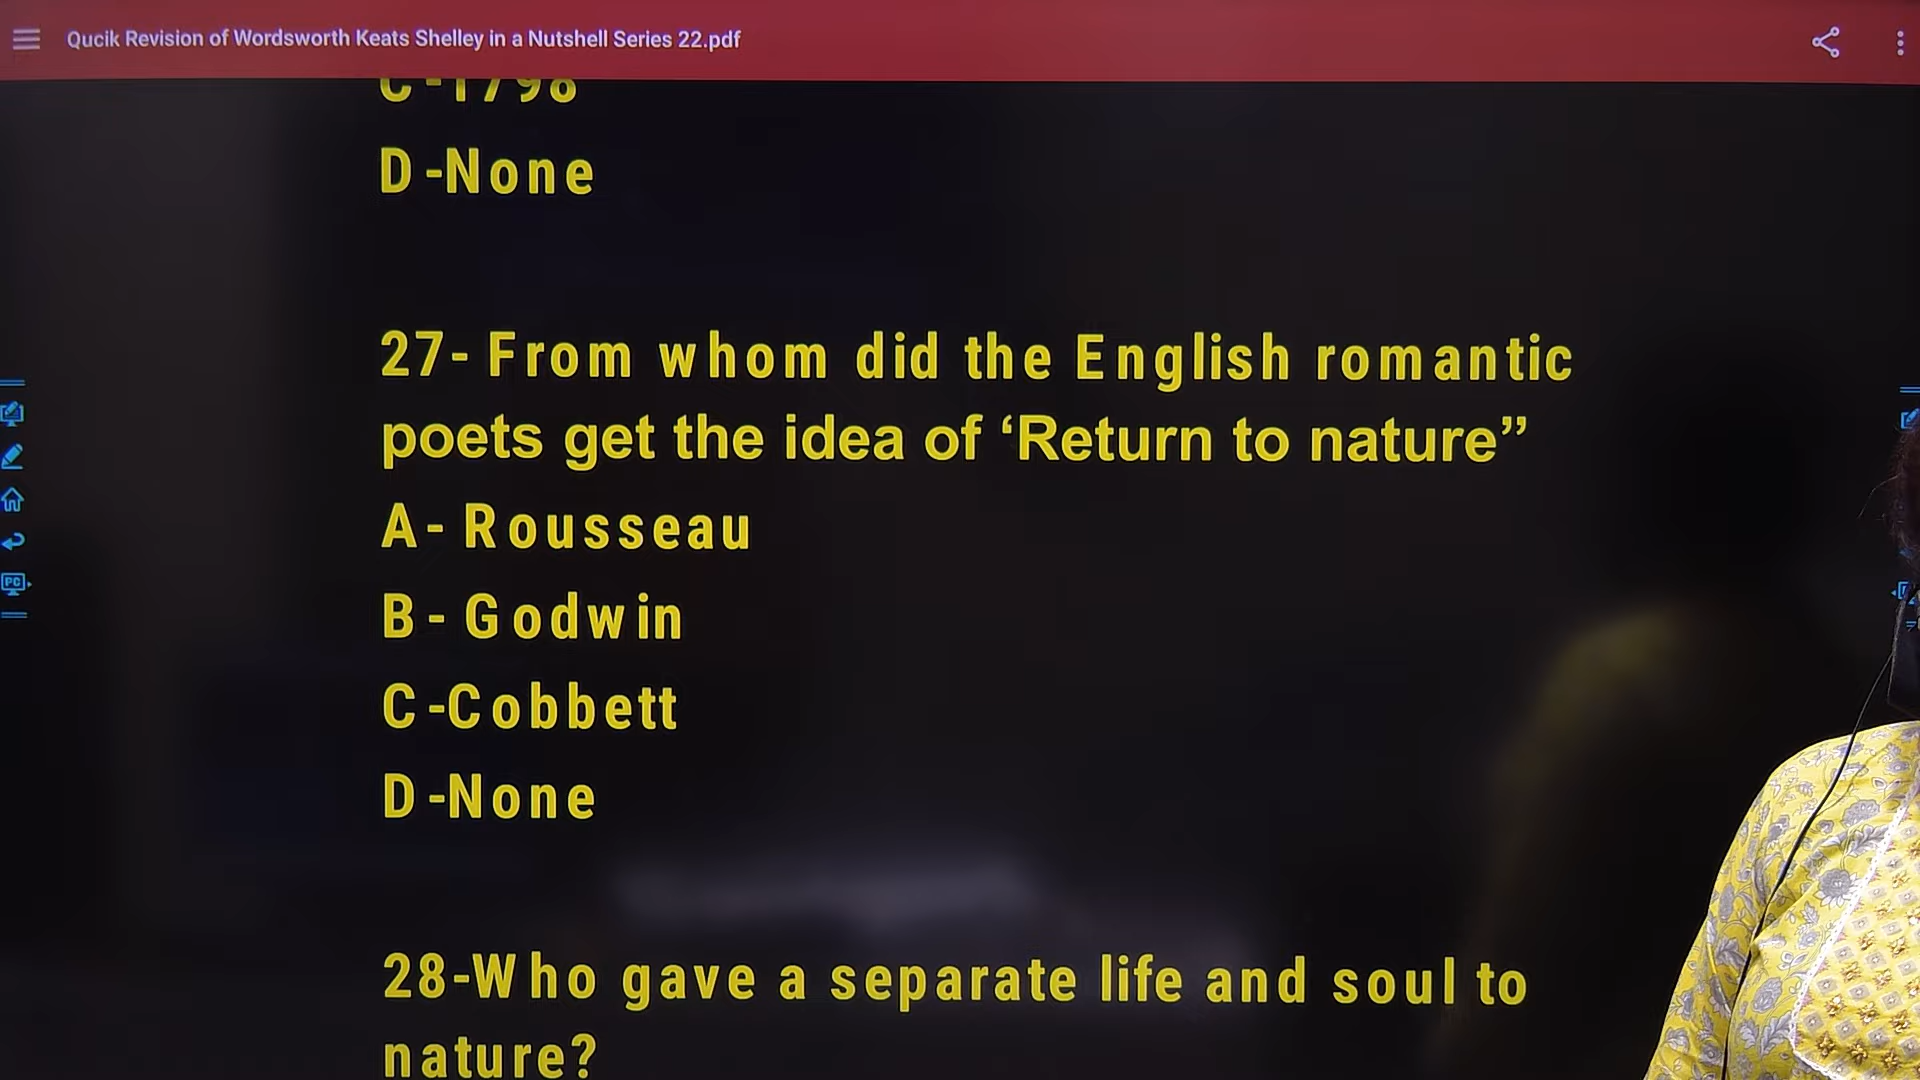 Qucik Revision of Wordsworth Keats Shelley in a Nutshell Series 22.pdf
C-1798
D-None
27- From whom did the English romantic
poets get the idea of ‘Return to nature”
A- Rousseau
B- Godwin
C-Cobbett
D-None
28-Who gave a separate life and soul to
nature?
PC